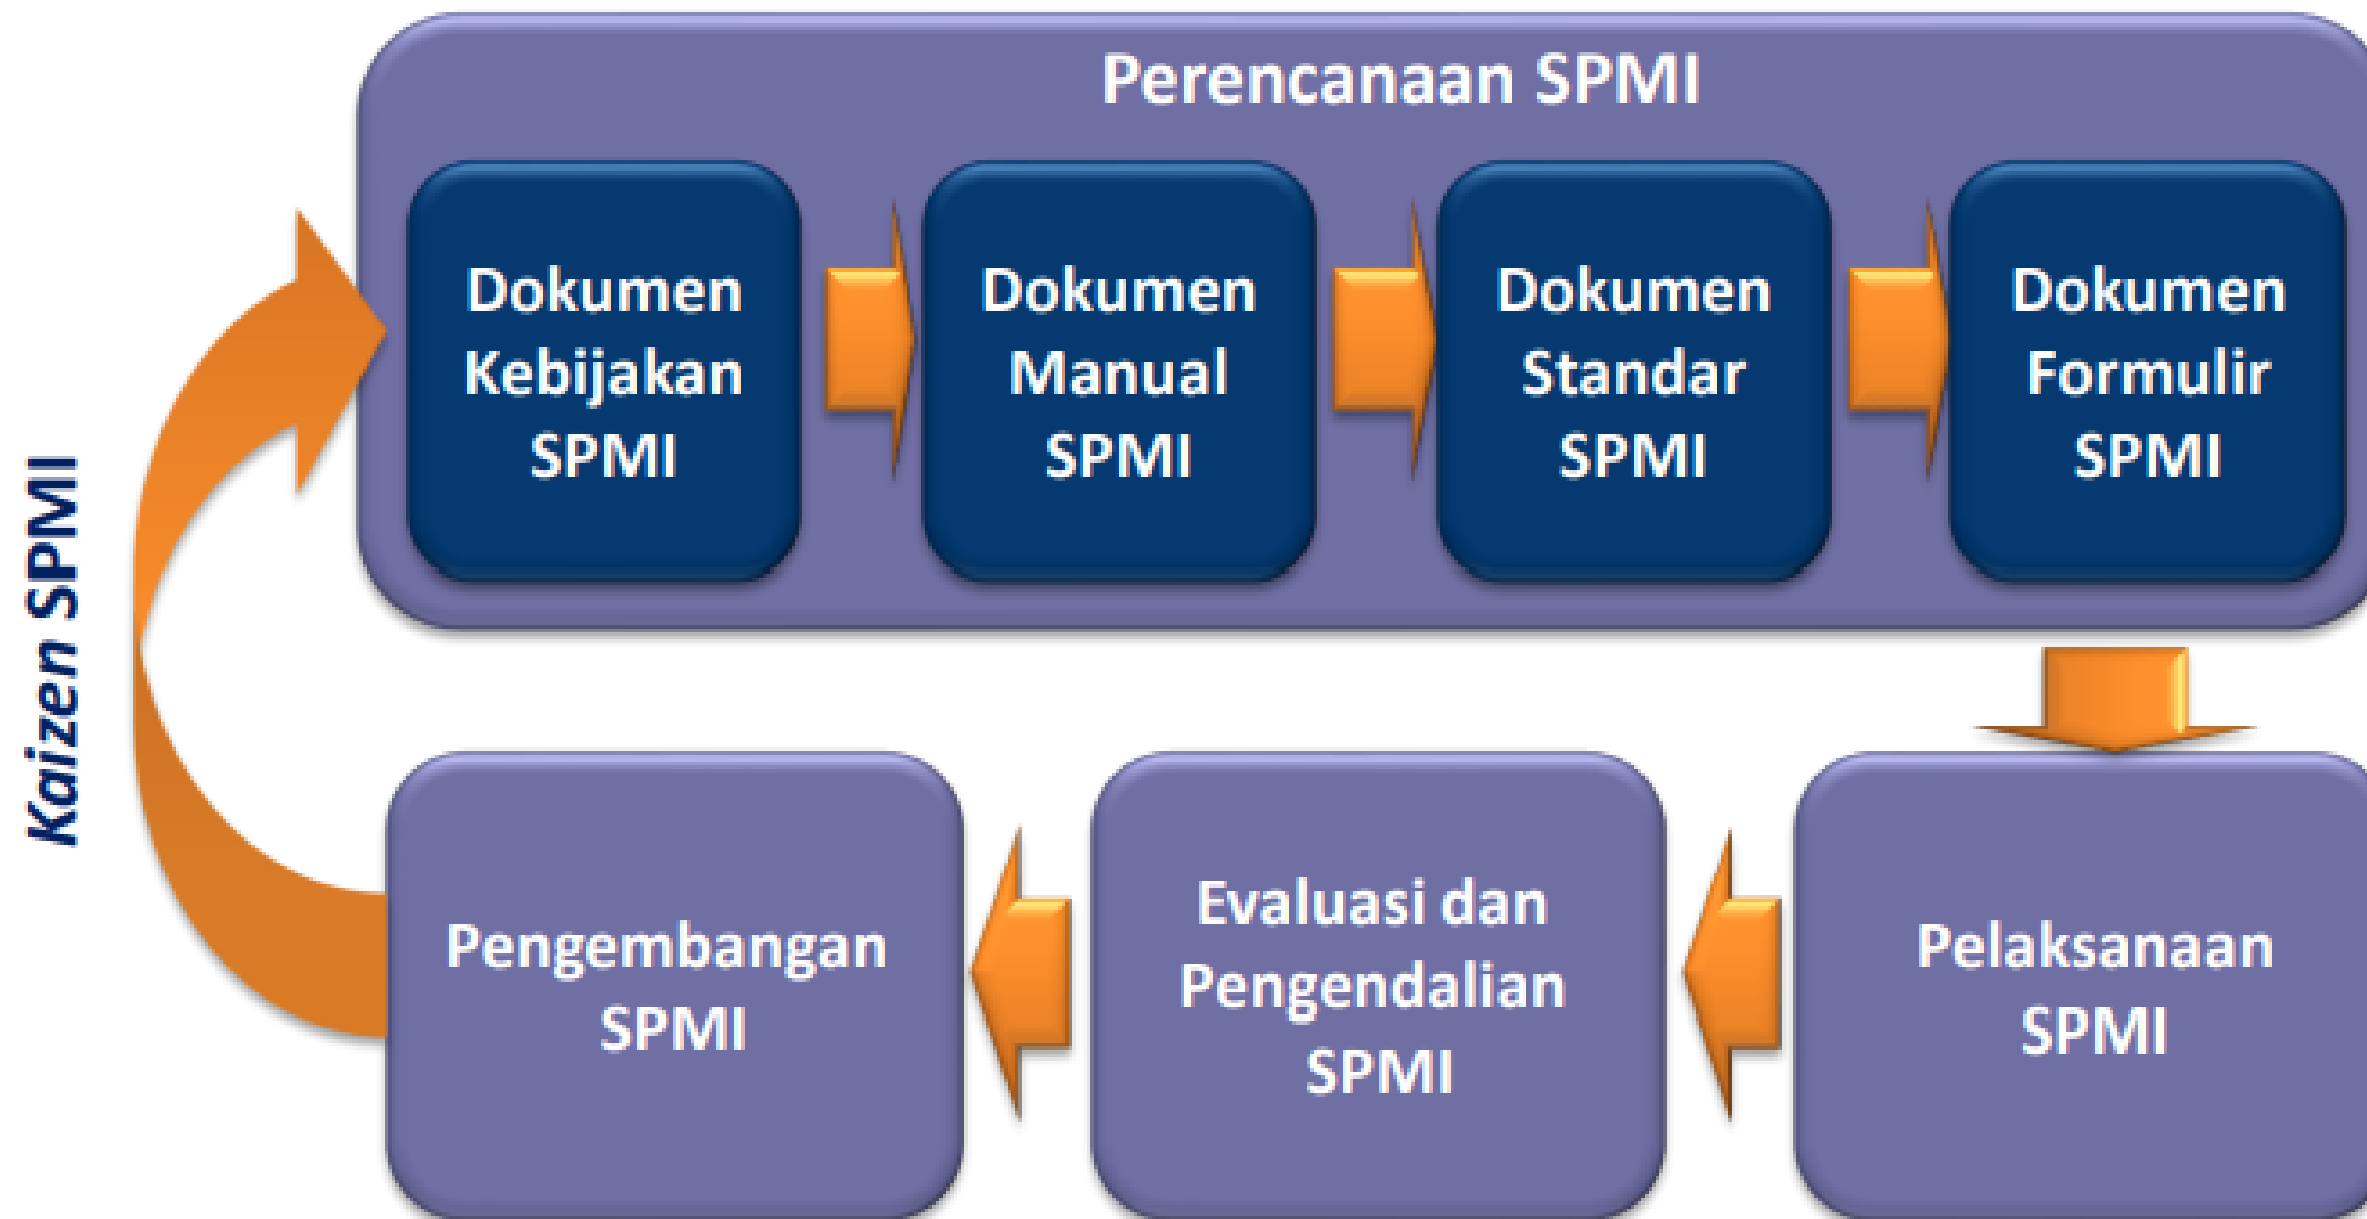 Perencanaan SPMI
Dokumen
Kebijakan
SPMI
Dokumen
Manual
SPMI
Dokumen
Standar
SPMI
Dokumen
Formulir
SPMI
Kaizen SPMI
Pengembangan
SPMI
Evaluasi dan
Pengendalian
SPMI
Pelaksanaan
SPMI